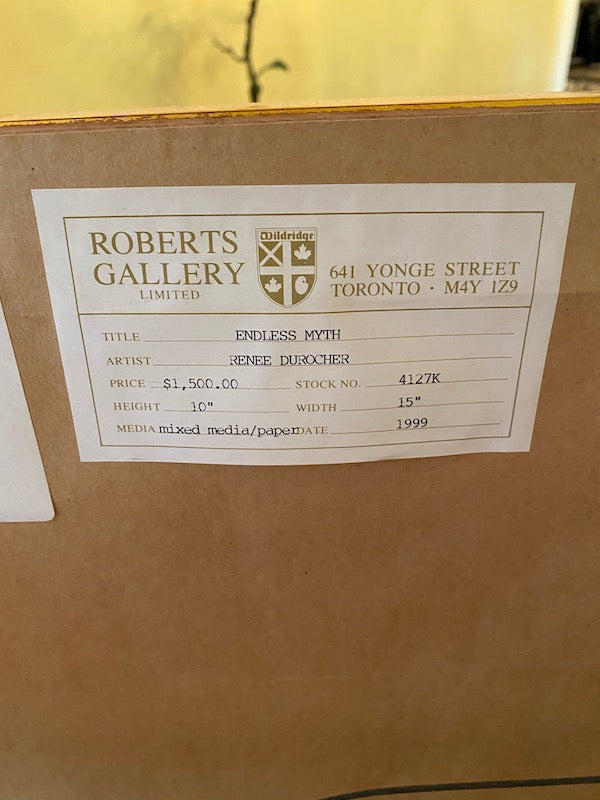 ROBERTS
GALLERY
LIMITED
Wildridge
641 YONGE STREET
TORONTO · M4Y 1Z9
TITLE ENDLESS MYTH
ARTIST RENEE DUROCHER
PRICE $1,500.00 STOCK NO. 4127K
HEIGHT 10" WIDTH 15"
MEDIA mixed media/paper DATE 1999